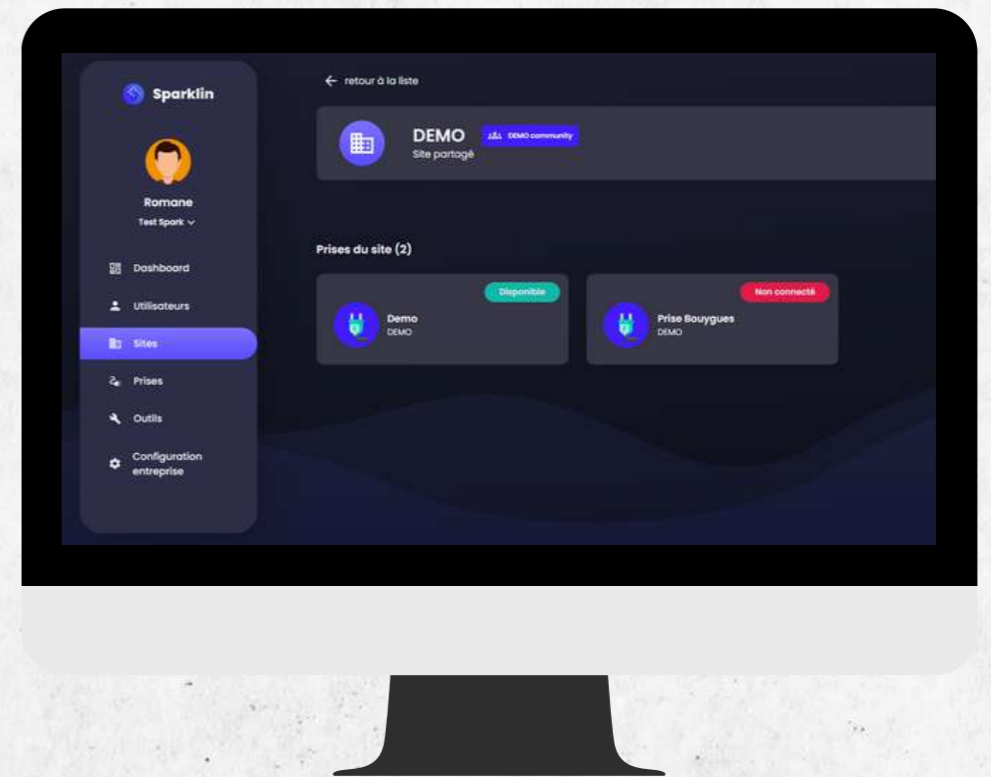 Sparklin
Romane
Test Spark
Dashboard
Utilisateurs
Sites
Prises
Outils
Configuration
entreprise
← retour à la liste
DEMO DEMO community
Site partagé
Prises du site (2)
Disponible
Demo
DEMO
Non connecté
Prise Bouygues
DEMO